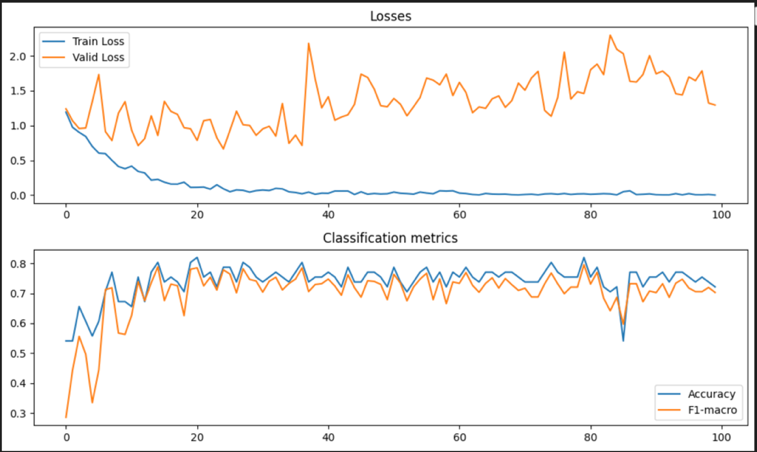 Losses
Train Loss
Valid Loss
2.0
1.5
1.0
0.5
0.0
0 20 40 60 80 100
Classification metrics
0.8
0.7
0.6
0.5
0.4
0.3
Accuracy
F1-macro
0 20 40 60 80 100